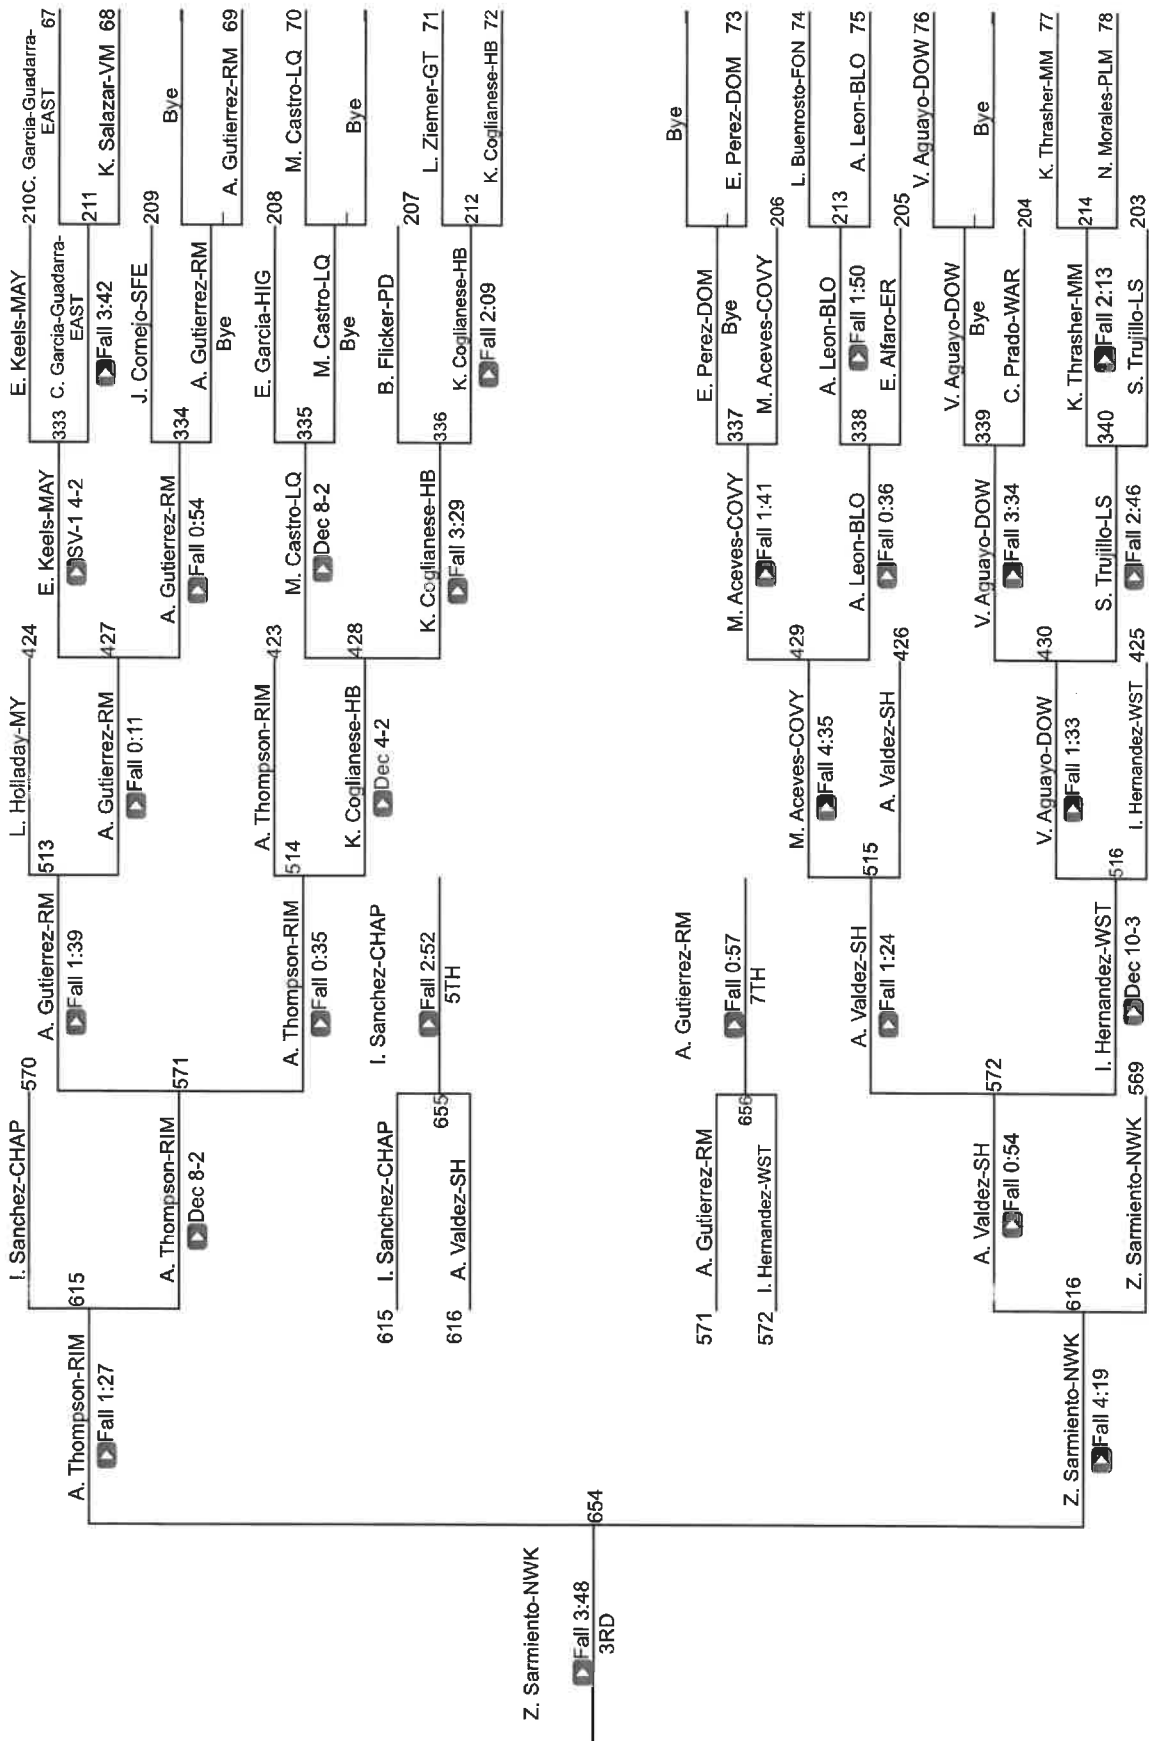 C. Garcia-Guadarra-
EAST
67
K. Salazar-VM 68
Bye
A. Gutierrez-RM 69
M. Castro-LQ 70
Bye
L. Ziemer-GT 71
K. Coglianese-HB 72
Bye
E. Perez-DOM 73
L. Buenrosto-FON 74
A. Leon-BLO 75
V. Aguayo-DOW 76
Bye
K. Thrasher-MM 77
N. Morales-PLM 78
E. Keels-MAY 210
C. Garcia-Guadarra-
EAST
211
Fall 3:42
J. Cornejo-SFE 209
A. Gutierrez-RM
Bye
E. Garcia-HIG 208
M. Castro-LQ
Bye
B. Flicker-PD 207
K. Coglianese-HB 212
Fall 2:09
E. Perez-DOM
Bye
M. Aceves-COVY 206
A. Leon-BLO 213
Fall 1:50
E. Alfaro-ER 205
V. Aguayo-DOW
Bye
C. Prado-WAR 204
K. Thrasher-MM 214
Fall 2:13
S. Trujillo-LS 203
E. Keels-MAY 333
SV-1 4-2
A. Gutierrez-RM 334
Fall 0:54
M. Castro-LQ 335
Dec 8-2
K. Coglianese-HB 336
Fall 3:29
M. Aceves-COVY 337
Fall 1:41
A. Leon-BLO 338
Fall 0:36
V. Aguayo-DOW 339
Fall 3:34
S. Trujillo-LS 340
Fall 2:46
L. Holladay-MY 424
A. Gutierrez-RM 427
Fall 0:11
A. Thompson-RIM 423
K. Coglianese-HB 428
Dec 4-2
M. Aceves-COVY 429
Fall 4:35
A. Valdez-SH 426
V. Aguayo-DOW 430
Fall 1:33
I. Hernandez-WST 425
A. Gutierrez-RM 513
Fall 1:39
A. Thompson-RIM 514
Fall 0:35
I. Sanchez-CHAP
Fall 2:52
5TH
A. Gutierrez-RM
Fall 0:57
7TH
A. Valdez-SH 515
Fall 1:24
I. Hernandez-WST 516
Dec 10-3
I. Sanchez-CHAP 570
A. Thompson-RIM 571
Dec 8-2
615 I. Sanchez-CHAP
655
616 A. Valdez-SH
571 A. Gutierrez-RM
656
572 I. Hernandez-WST
A. Valdez-SH 572
Fall 0:54
Z. Sarmiento-NWK 569
A. Thompson-RIM 615
Fall 1:27
Z. Sarmiento-NWK 616
Fall 4:19
Z. Sarmiento-NWK 654
Fall 3:48
3RD